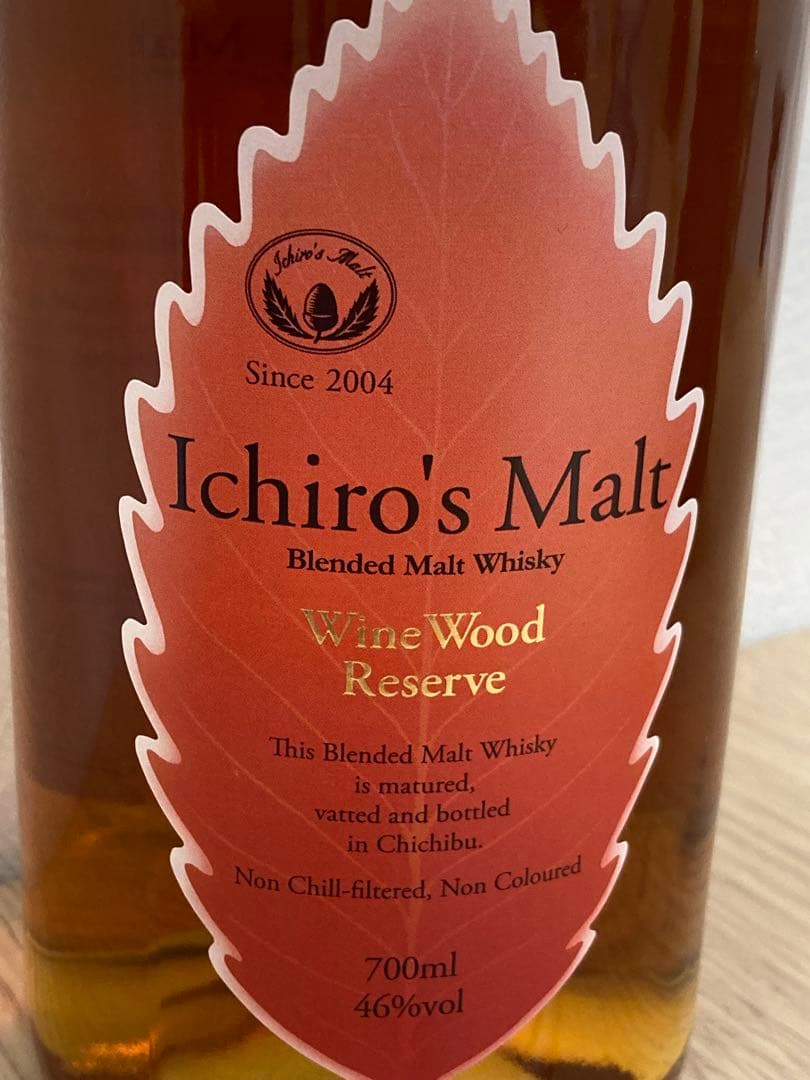 Ichiro's Malt
Since 2004
Ichiro's Malt
Blended Malt Whisky
Wine Wood
Reserve
This Blended Malt Whisky
is matured,
vatted and bottled
in Chichibu.
Non Chill-filtered, Non Coloured
700ml
46%vol